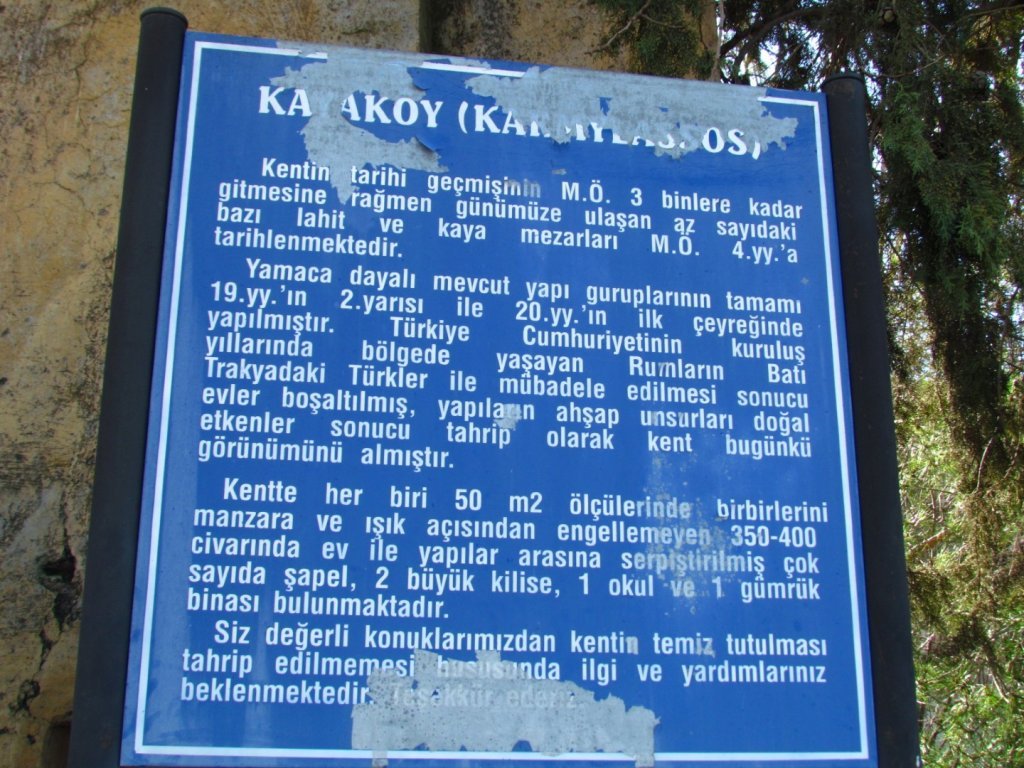 KAYAKOY (KARMYLASSOS)
Kentin tarihi geçmişinin M.Ö. 3 binlere kadar
gitmesine rağmen günümüze ulaşan az sayıdaki
bazı lahit ve kaya mezarları M.Ö. 4.yy.'a
tarihlenmektedir.
Yamaca dayalı mevcut yapı guruplarının tamamı
19.yy.'ın 2.yarısı ile 20.yy.'ın ilk çeyreğinde
yapılmıştır. Türkiye Cumhuriyetinin kuruluş
yıllarında bölgede yaşayan Rumların Batı
Trakyadaki Türkler ile mübadele edilmesi sonucu
evler boşaltılmış, yapıların ahşap unsurları doğal
etkenler sonucu tahrip olarak kent bugünkü
görünümünü almıştır.
Kentte her biri 50 m2 ölçülerinde birbirlerini
manzara ve ışık açısından engellemeyen 350-400
civarında ev ile yapılar arasına serpiştirilmiş çok
sayıda şapel, 2 büyük kilise, 1 okul ve 1 gümrük
binası bulunmaktadır.
Siz değerli konuklarımızdan kentin temiz tutulması
tahrip edilmemesi hususunda ilgi ve yardımlarınız
beklenmektedir. Teşekkür ederiz.